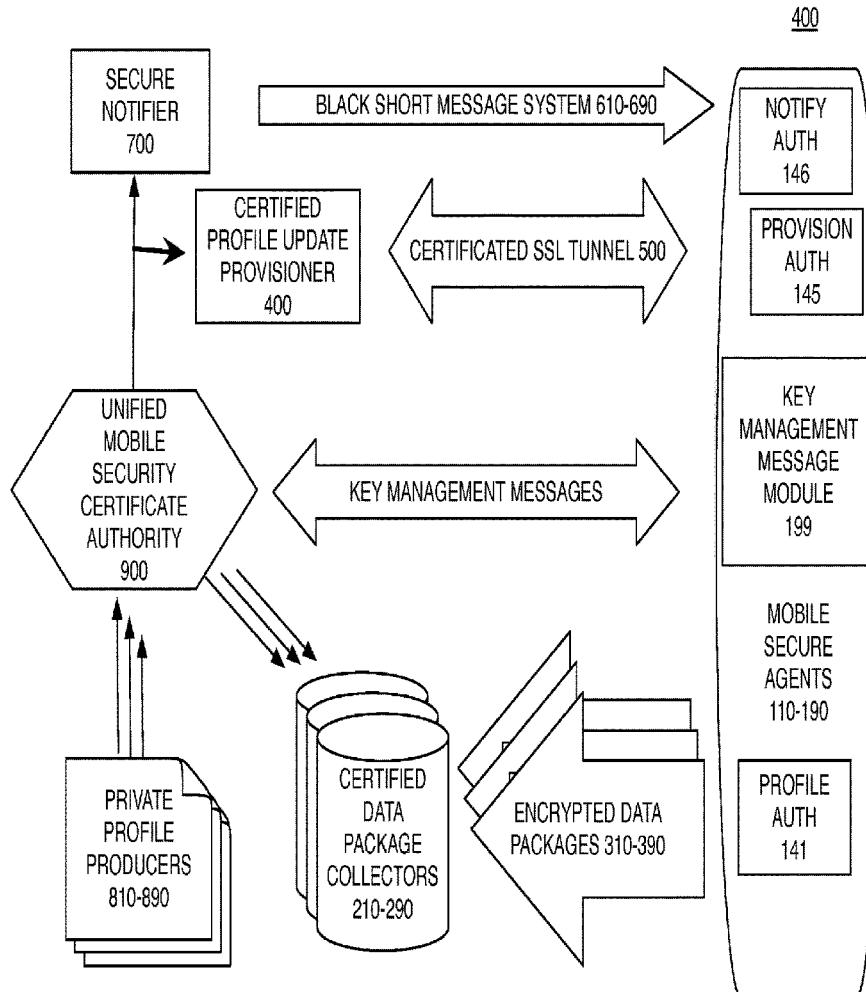 400
SECURE
NOTIFIER
700
BLACK SHORT MESSAGE SYSTEM 610-690
NOTIFY
AUTH
146
CERTIFIED
PROFILE UPDATE
PROVISIONER
400
CERTIFICATED SSL TUNNEL 500
PROVISION
AUTH
145
UNIFIED
MOBILE
SECURITY
CERTIFICATE
AUTHORITY
900
KEY MANAGEMENT MESSAGES
KEY
MANAGEMENT
MESSAGE
MODULE
199
MOBILE
SECURE
AGENTS
110-190
PRIVATE
PROFILE
PRODUCERS
810-890
CERTIFIED
DATA
PACKAGE
COLLECTORS
210-290
ENCRYPTED DATA
PACKAGES 310-390
PROFILE
AUTH
141